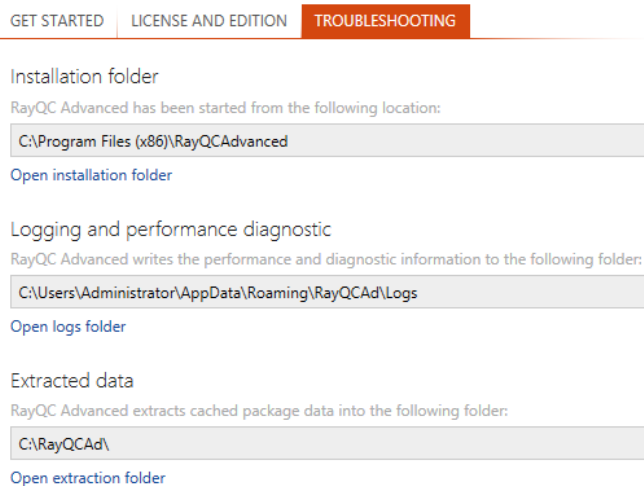 GET STARTED LICENSE AND EDITION TROUBLESHOOTING
Installation folder
RayQC Advanced has been started from the following location:
C:\Program Files (x86)\RayQCAdvanced
Open installation folder
Logging and performance diagnostic
RayQC Advanced writes the performance and diagnostic information to the following folder:
C:\Users\Administrator\AppData\Roaming\RayQCAd\Logs
Open logs folder
Extracted data
RayQC Advanced extracts cached package data into the following folder:
C:\RayQCAd\
Open extraction folder